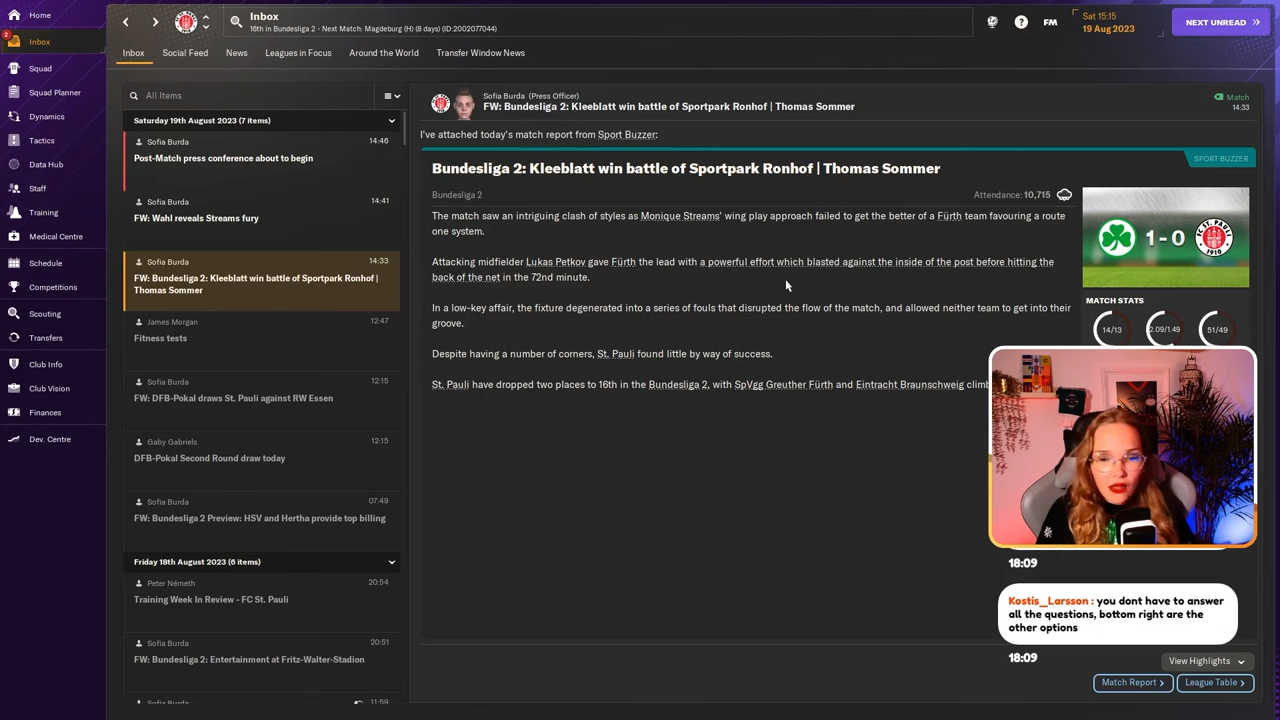 Home
2
Inbox
Squad
Squad Planner
Dynamics
Tactics
Data Hub
Staff
Training
Medical Centre
Schedule
Competitions
Scouting
Transfers
Club Info
Club Vision
Finances
Dev. Centre
Inbox
16th in Bundesliga 2 - Next Match: Magdeburg (H) (8 days) (ID:2002077044)
?
FM
Sat 15:15
19 Aug 2023
NEXT UNREAD
Inbox
Social Feed
News
Leagues in Focus
Around the World
Transfer Window News
All Items
Saturday 19th August 2023 (7 items)
Sofia Burda
14:46
Post-Match press conference about to begin
Sofia Burda
14:41
FW: Wahl reveals Streams fury
Sofia Burda
14:33
FW: Bundesliga 2: Kleeblatt win battle of Sportpark Ronhof |
Thomas Sommer
James Morgan
12:47
Fitness tests
Sofia Burda
12:15
FW: DFB-Pokal draws St. Pauli against RW Essen
Gaby Gabriels
12:15
DFB-Pokal Second Round draw today
Sofia Burda
07:49
FW: Bundesliga 2 Preview: HSV and Hertha provide top billing
Friday 18th August 2023 (6 items)
Peter Németh
20:54
Training Week In Review - FC St. Pauli
Sofia Burda
20:51
FW: Bundesliga 2: Entertainment at Fritz-Walter-Stadion
Sofia Burda
11:59
Sofia Burda (Press Officer)
FW: Bundesliga 2: Kleeblatt win battle of Sportpark Ronhof | Thomas Sommer
Match
14:33
I've attached today's match report from Sport Buzzer:
SPORT BUZZER
Bundesliga 2: Kleeblatt win battle of Sportpark Ronhof | Thomas Sommer
Bundesliga 2
Attendance: 10,715
The match saw an intriguing clash of styles as Monique Streams' wing play approach failed to get the better of a Fürth team favouring a route
one system.
Attacking midfielder Lukas Petkov gave Fürth the lead with a powerful effort which blasted against the inside of the post before hitting the
back of the net in the 72nd minute.
In a low-key affair, the fixture degenerated into a series of fouls that disrupted the flow of the match, and allowed neither team to get into their
groove.
Despite having a number of corners, St. Pauli found little by way of success.
St. Pauli have dropped two places to 16th in the Bundesliga 2, with SpVgg Greuther Fürth and Eintracht Braunschweig climb
1 - 0
MATCH STATS
14/13
2.09/1.49
51/49
18:09
Kostis_Larsson : you dont have to answer
all the questions, bottom right are the
other options
18:09
View Highlights
Match Report
League Table